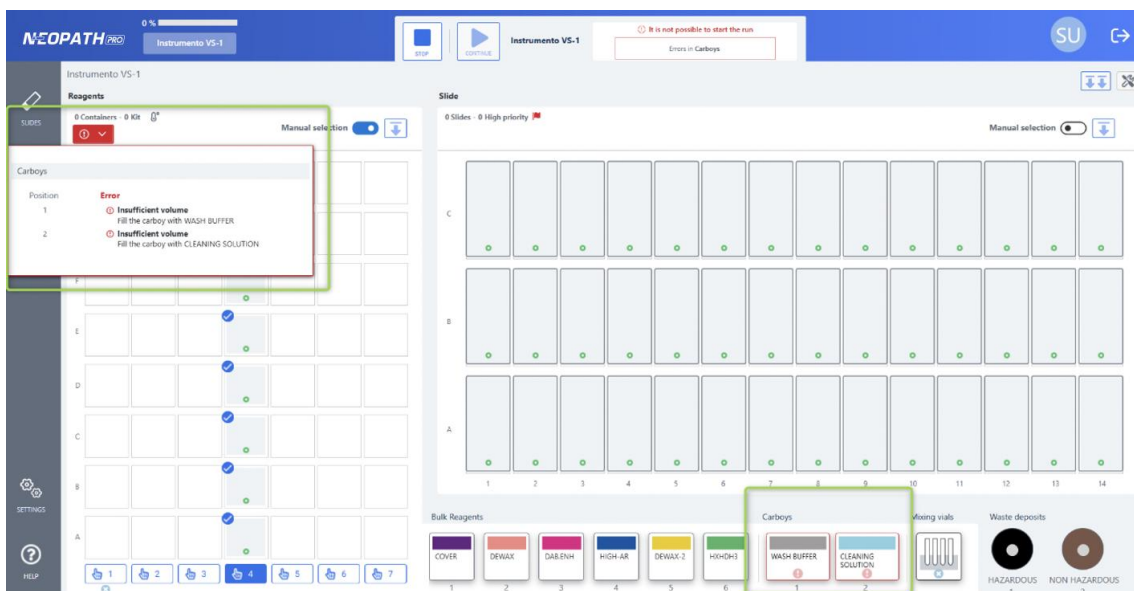 NEOPATH PRO
0 %
Instrumento VS-1
STOP
CONTINUE
Instrumento VS-1
It is not possible to start the run
Errors in Carboys
SU
Instrumento VS-1
Reagents
Slide
SLIDES
0 Containers - 0 Kit
Manual selection
0 Slides - 0 High priority
Manual selection
Carboys
Position Error
1 Insufficient volume
Fill the carboy with WASH BUFFER
2 Insufficient volume
Fill the carboy with CLEANING SOLUTION
F
E
D
C
B
A
C
B
A
1 2 3 4 5 6 7 8 9 10 11 12 13 14
SETTINGS
HELP
1 2 3 4 5 6 7
Bulk Reagents
COVER
DEWAX
DAB.ENH
HIGH-AR
DEWAX-2
HXHDH3
1 2 3 4 5 6
Carboys
WASH BUFFER
CLEANING
SOLUTION
1 2
Mixing vials
Waste deposits
HAZARDOUS
NON HAZARDOUS